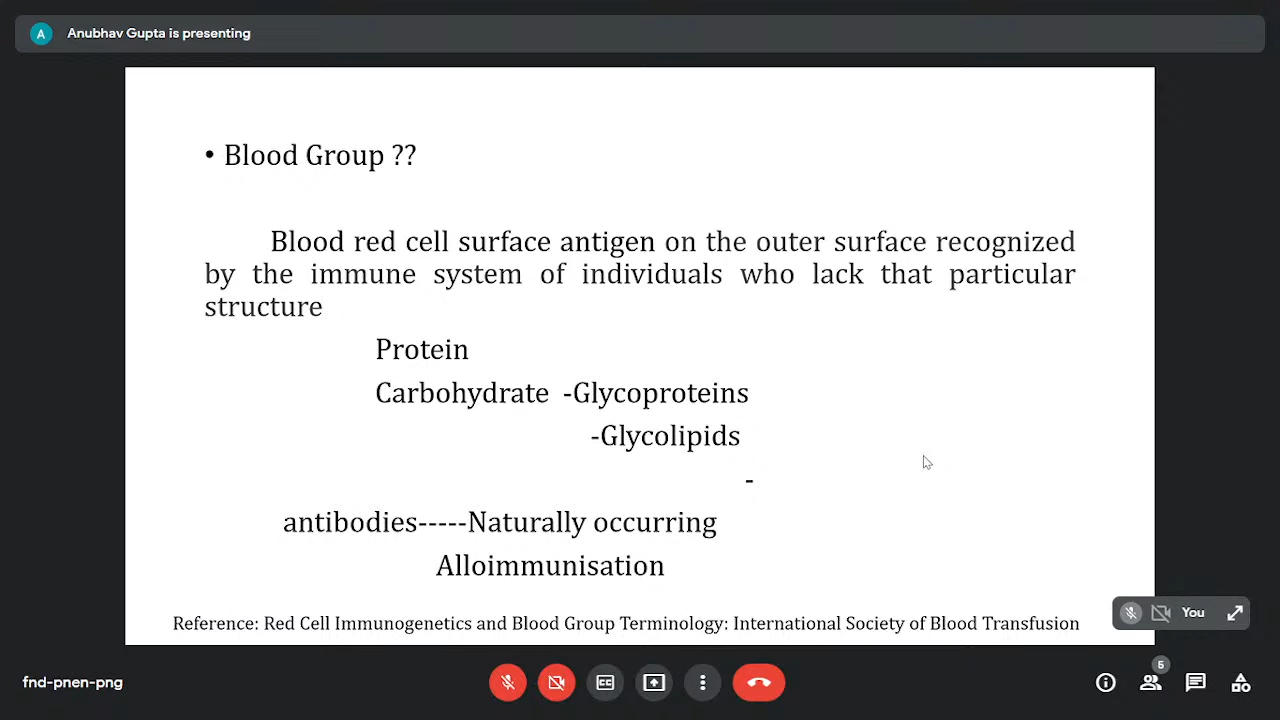 A Anubhav Gupta is presenting
• Blood Group ??
Blood red cell surface antigen on the outer surface recognized
by the immune system of individuals who lack that particular
structure
Protein
Carbohydrate -Glycoproteins
-Glycolipids
-
antibodies-----Naturally occurring
Alloimmunisation
Reference: Red Cell Immunogenetics and Blood Group Terminology: International Society of Blood Transfusion
You
fnd-pnen-png
CC
5